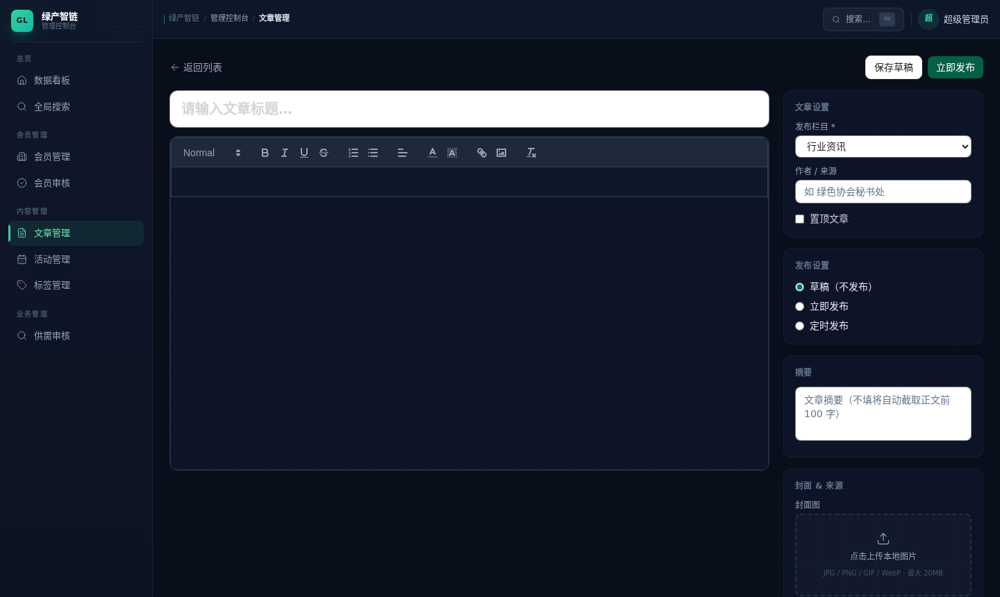 GL
绿产智链
管理控制台
总览
数据看板
全局搜索
会员管理
会员管理
会员审核
内容管理
文章管理
活动管理
标签管理
业务管理
供需审核
绿产智链 / 管理控制台 / 文章管理
搜索... ⌘K
超 超级管理员
返回列表
保存草稿 立即发布
请输入文章标题...
Normal
文章设置
发布栏目 *
行业资讯
作者 / 来源
如 绿色协会秘书处
置顶文章
发布设置
草稿（不发布）
立即发布
定时发布
摘要
文章摘要（不填将自动截取正文前
100 字）
封面 & 来源
封面图
点击上传本地图片
JPG / PNG / GIF / WebP · 最大 20MB